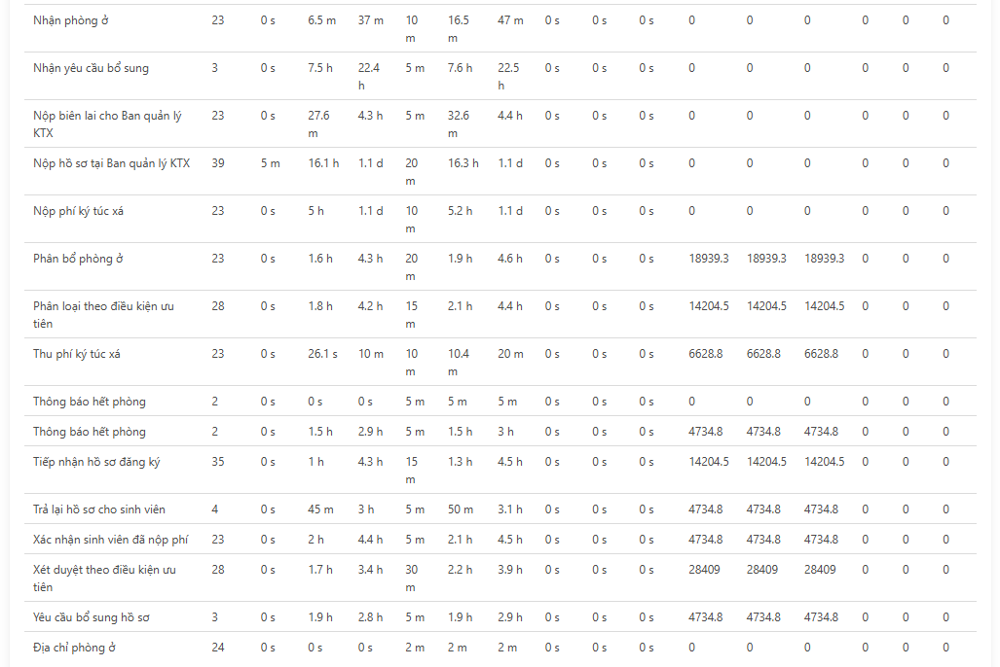 Nhận phòng ở 23 0 s 6.5 m 37 m 10 m 16.5 m 47 m 0 s 0 s 0 s 0 0 0 0 0 0
Nhận yêu cầu bổ sung 3 0 s 7.5 h 22.4 h 5 m 7.6 h 22.5 h 0 s 0 s 0 s 0 0 0 0 0 0
Nộp biên lai cho Ban quản lý KTX 23 0 s 27.6 m 4.3 h 5 m 32.6 m 4.4 h 0 s 0 s 0 s 0 0 0 0 0 0
Nộp hồ sơ tại Ban quản lý KTX 39 5 m 16.1 h 1.1 d 20 m 16.3 h 1.1 d 0 s 0 s 0 s 0 0 0 0 0 0
Nộp phí ký túc xá 23 0 s 5 h 1.1 d 10 m 5.2 h 1.1 d 0 s 0 s 0 s 0 0 0 0 0 0
Phân bổ phòng ở 23 0 s 1.6 h 4.3 h 20 m 1.9 h 4.6 h 0 s 0 s 0 s 18939.3 18939.3 18939.3 0 0 0
Phân loại theo điều kiện ưu tiên 28 0 s 1.8 h 4.2 h 15 m 2.1 h 4.4 h 0 s 0 s 0 s 14204.5 14204.5 14204.5 0 0 0
Thu phí ký túc xá 23 0 s 26.1 s 10 m 10 m 10.4 m 20 m 0 s 0 s 0 s 6628.8 6628.8 6628.8 0 0 0
Thông báo hết phòng 2 0 s 0 s 0 s 5 m 5 m 5 m 0 s 0 s 0 s 0 0 0 0 0 0
Thông báo hết phòng 2 0 s 1.5 h 2.9 h 5 m 1.5 h 3 h 0 s 0 s 0 s 4734.8 4734.8 4734.8 0 0 0
Tiếp nhận hồ sơ đăng ký 35 0 s 1 h 4.3 h 15 m 1.3 h 4.5 h 0 s 0 s 0 s 14204.5 14204.5 14204.5 0 0 0
Trả lại hồ sơ cho sinh viên 4 0 s 45 m 3 h 5 m 50 m 3.1 h 0 s 0 s 0 s 4734.8 4734.8 4734.8 0 0 0
Xác nhận sinh viên đã nộp phí 23 0 s 2 h 4.4 h 5 m 2.1 h 4.5 h 0 s 0 s 0 s 4734.8 4734.8 4734.8 0 0 0
Xét duyệt theo điều kiện ưu tiên 28 0 s 1.7 h 3.4 h 30 m 2.2 h 3.9 h 0 s 0 s 0 s 28409 28409 28409 0 0 0
Yêu cầu bổ sung hồ sơ 3 0 s 1.9 h 2.8 h 5 m 1.9 h 2.9 h 0 s 0 s 0 s 4734.8 4734.8 4734.8 0 0 0
Địa chỉ phòng ở 24 0 s 0 s 0 s 2 m 2 m 2 m 0 s 0 s 0 s 0 0 0 0 0 0